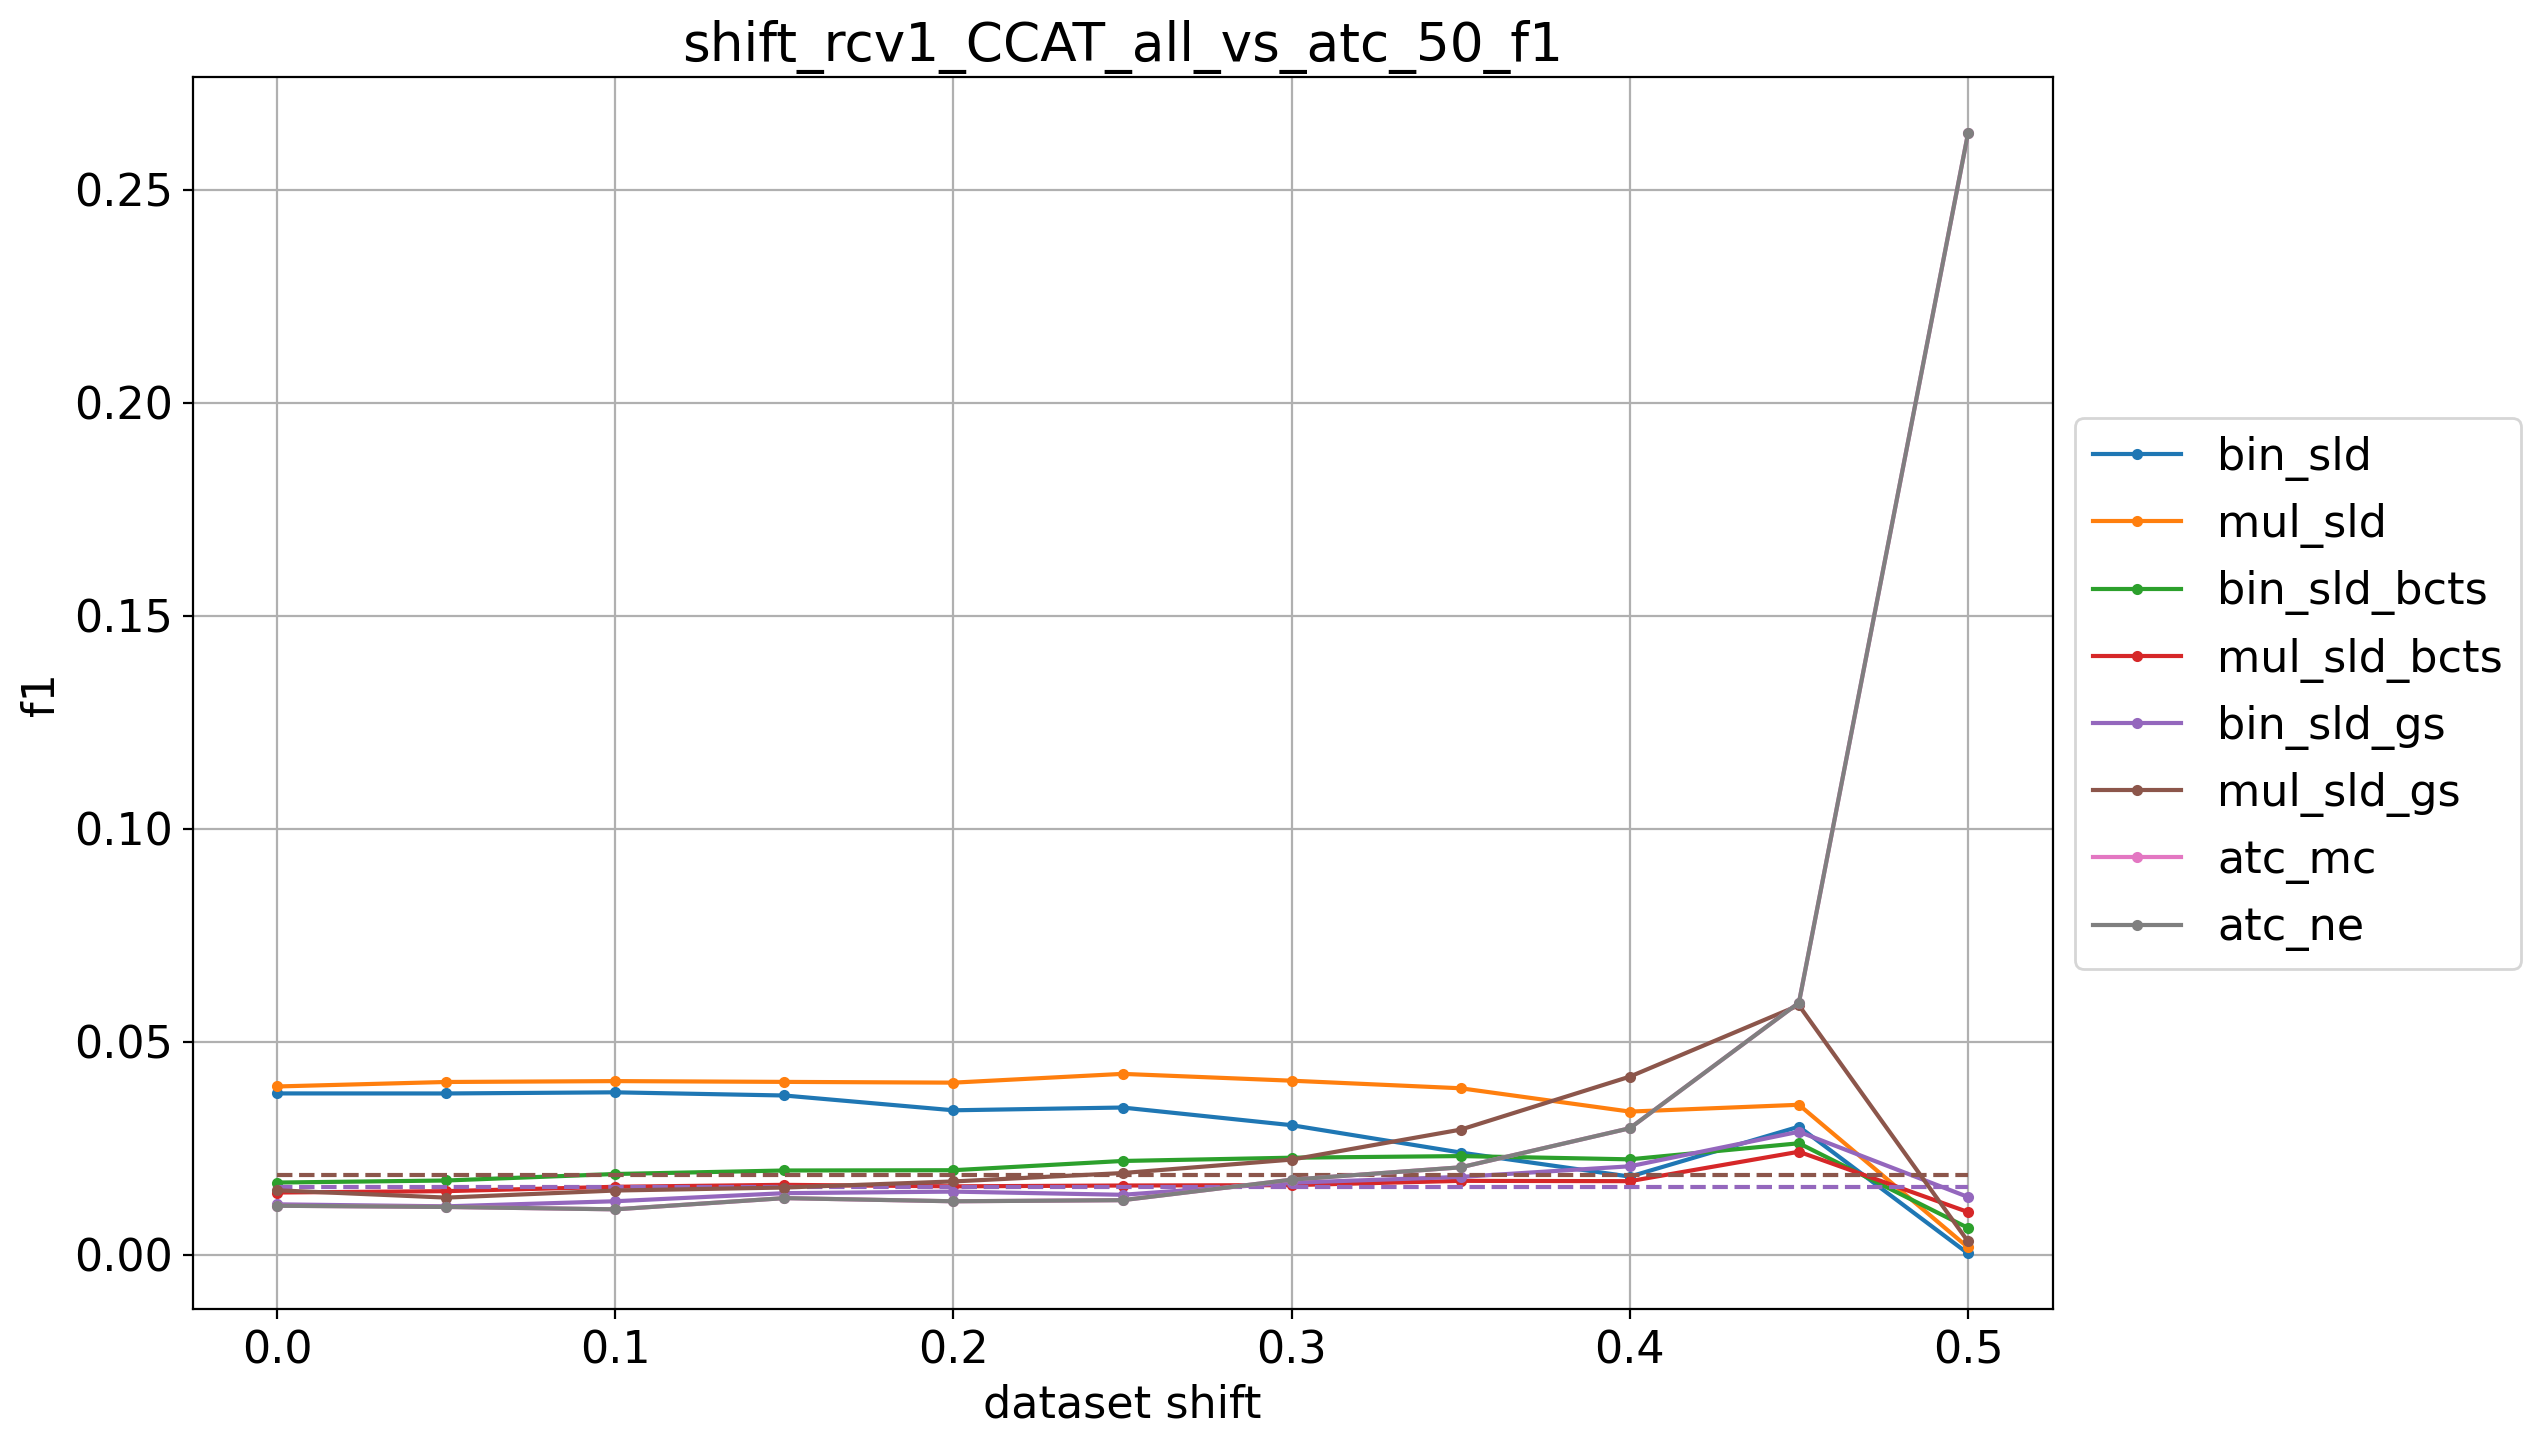 shift_rcv1_CCAT_all_vs_atc_50_f1
f1
0.25
0.20
0.15
0.10
0.05
0.00
0.0 0.1 0.2 0.3 0.4 0.5
dataset shift
bin_sld
mul_sld
bin_sld_bcts
mul_sld_bcts
bin_sld_gs
mul_sld_gs
atc_mc
atc_ne